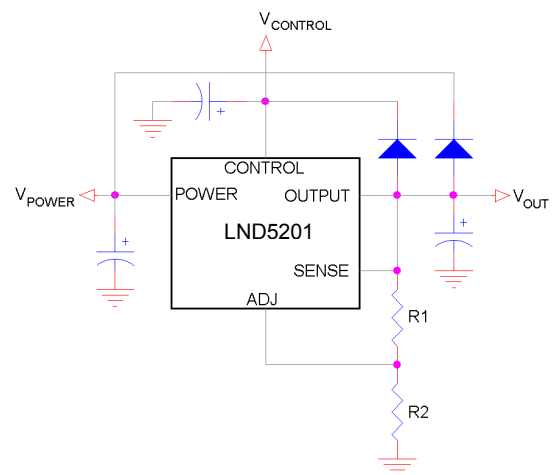 VCONTROL
+
CONTROL
VPOWER
POWER
OUTPUT
VOUT
LND5201
+
+
SENSE
ADJ
R1
R2